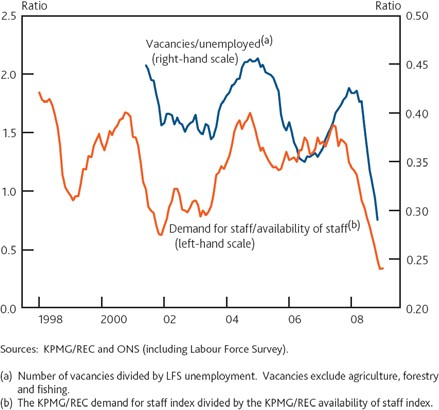 Ratio Ratio
2.5 0.50
Vacancies/unemployed(a)
(right-hand scale)
2.0 0.45
0.40
1.5
0.35
1.0
0.30
Demand for staff/availability of staff(b)
(left-hand scale)
0.5
0.25
0.0 0.20
1998 2000 02 04 06 08
Sources: KPMG/REC and ONS (including Labour Force Survey).
(a) Number of vacancies divided by LFS unemployment. Vacancies exclude agriculture, forestry
and fishing.
(b) The KPMG/REC demand for staff index divided by the KPMG/REC availability of staff index.